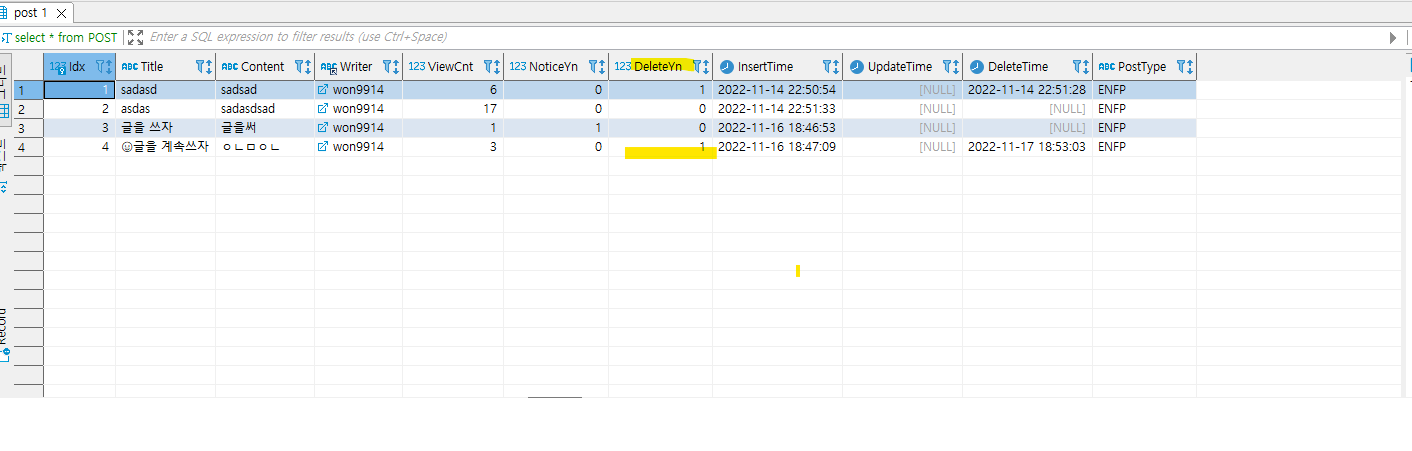 post 1
select * from POST Enter a SQL expression to filter results (use Ctrl+Space)
123 Idx ABC Title ABC Content ABC Writer 123 ViewCnt 123 NoticeYn 123 DeleteYn InsertTime UpdateTime DeleteTime ABC PostType
1 1 sadasd sadsad won9914 6 0 1 2022-11-14 22:50:54 [NULL] 2022-11-14 22:51:28 ENFP
2 2 asdas sadasdsad won9914 17 0 0 2022-11-14 22:51:33 [NULL] [NULL] ENFP
3 3 글을 쓰자 글을써 won9914 1 1 0 2022-11-16 18:46:53 [NULL] [NULL] ENFP
4 4 ☺글을 계속쓰자 ㅇㄴㅁㅇㄴ won9914 3 0 1 2022-11-16 18:47:09 [NULL] 2022-11-17 18:53:03 ENFP
Record